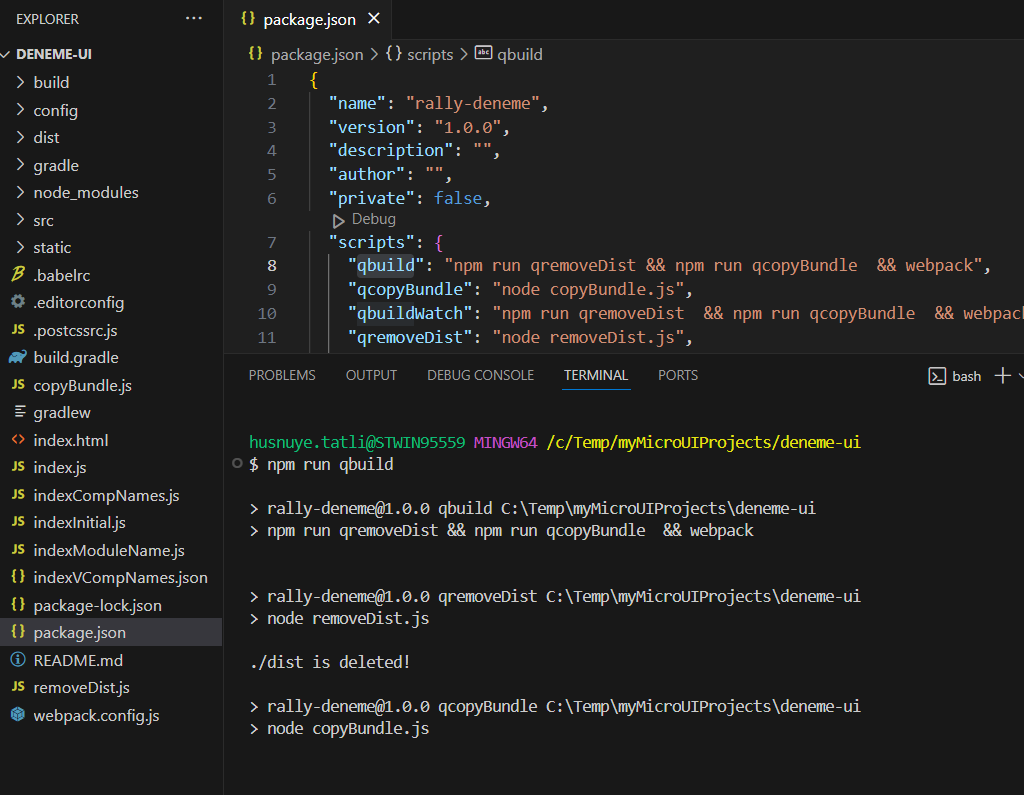 EXPLORER ...
DENEME-UI
build
config
dist
gradle
node_modules
src
static
.babelrc
.editorconfig
JS .postcssrc.js
build.gradle
JS copyBundle.js
gradlew
<> index.html
JS index.js
JS indexCompNames.js
JS indexInitial.js
JS indexModuleName.js
{} indexVCompNames.json
{} package-lock.json
{} package.json
README.md
JS removeDist.js
webpack.config.js
{} package.json ×
{} package.json > {} scripts > abc qbuild
1 {
2 "name": "rally-deneme",
3 "version": "1.0.0",
4 "description": "",
5 "author": "",
6 "private": false,
Debug
7 "scripts": {
8 "qbuild": "npm run qremoveDist && npm run qcopyBundle  && webpack",
9 "qcopyBundle": "node copyBundle.js",
10 "qbuildWatch": "npm run qremoveDist  && npm run qcopyBundle  && webpac
11 "qremoveDist": "node removeDist.js",
PROBLEMS OUTPUT DEBUG CONSOLE TERMINAL PORTS bash +
husnuye.tatli@STWIN95559 MINGW64 /c/Temp/myMicroUIProjects/deneme-ui
$ npm run qbuild
> rally-deneme@1.0.0 qbuild C:\Temp\myMicroUIProjects\deneme-ui
> npm run qremoveDist && npm run qcopyBundle  && webpack
> rally-deneme@1.0.0 qremoveDist C:\Temp\myMicroUIProjects\deneme-ui
> node removeDist.js
./dist is deleted!
> rally-deneme@1.0.0 qcopyBundle C:\Temp\myMicroUIProjects\deneme-ui
> node copyBundle.js